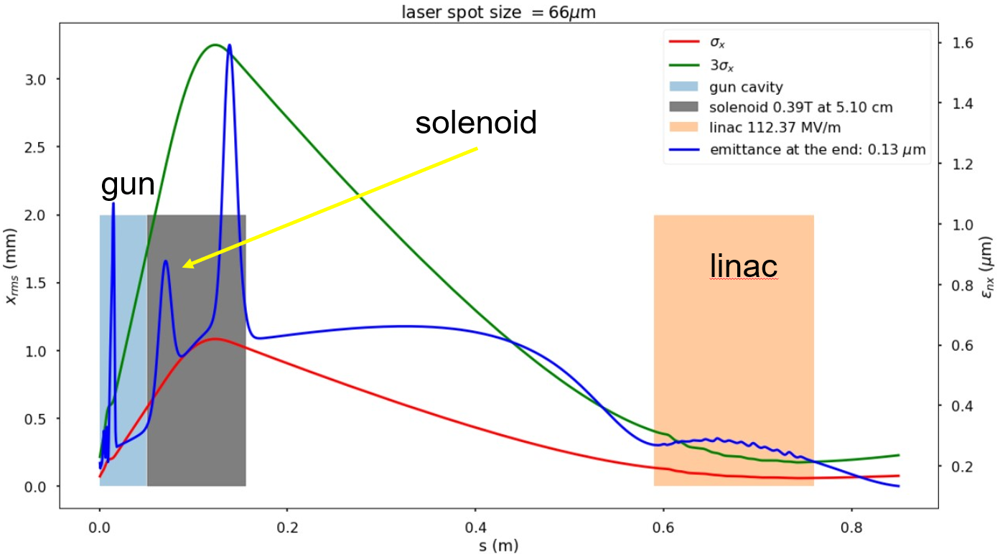 laser spot size = 66μm
σₓ
3σₓ
gun cavity
solenoid 0.39T at 5.10 cm
linac 112.37 MV/m
emittance at the end: 0.13 μm
solenoid
gun
linac
3.0
2.5
2.0
1.5
1.0
0.5
0.0
x_rms (mm)
1.6
1.4
1.2
1.0
0.8
0.6
0.4
0.2
ε_nx (μm)
0.0 0.2 0.4 0.6 0.8
s (m)